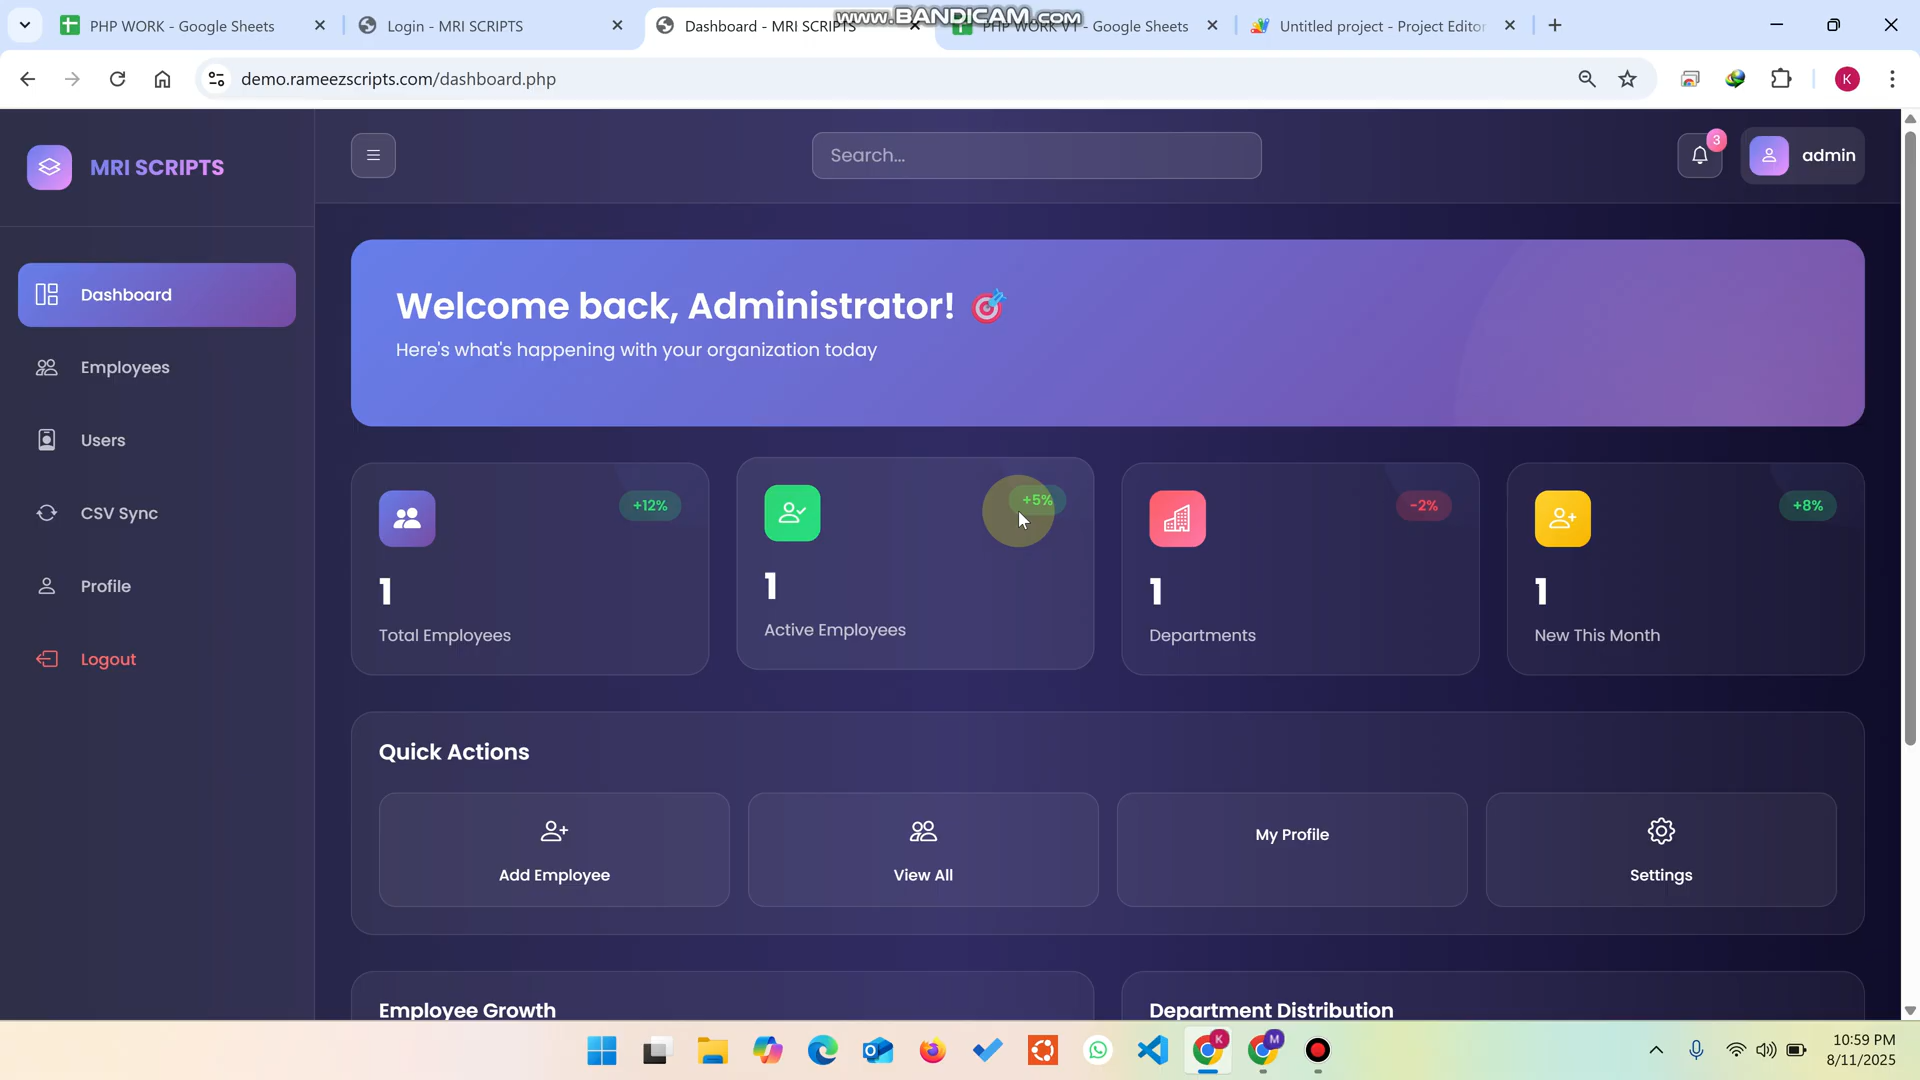 PHP WORK - Google Sheets
Login - MRI SCRIPTS
Dashboard - MRI SCRIPTS
PHP WORK V1 - Google Sheets
Untitled project - Project Editor
www.BANDICAM.com
demo.rameezscripts.com/dashboard.php
K
MRI SCRIPTS
Search...
3
admin
Dashboard
Employees
Users
CSV Sync
Profile
Logout
Welcome back, Administrator!
Here's what's happening with your organization today
+12%
1
Total Employees
+5%
1
Active Employees
-2%
1
Departments
+8%
1
New This Month
Quick Actions
Add Employee
View All
My Profile
Settings
Employee Growth
Department Distribution
K
M
10:59 PM
8/11/2025